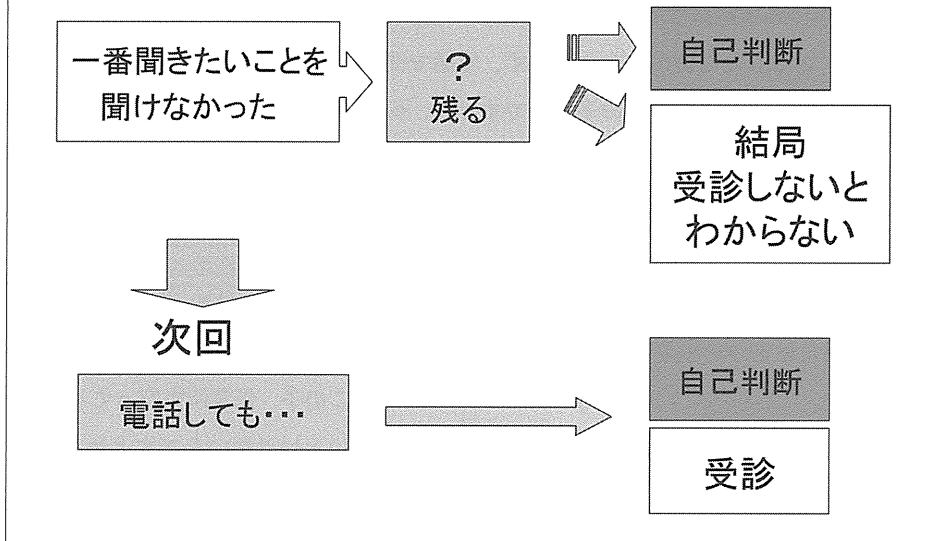 一番聞きたいことを
聞けなかった
？
残る
自己判断
結局
受診しないと
わからない
次回
電話しても・・・
自己判断
受診